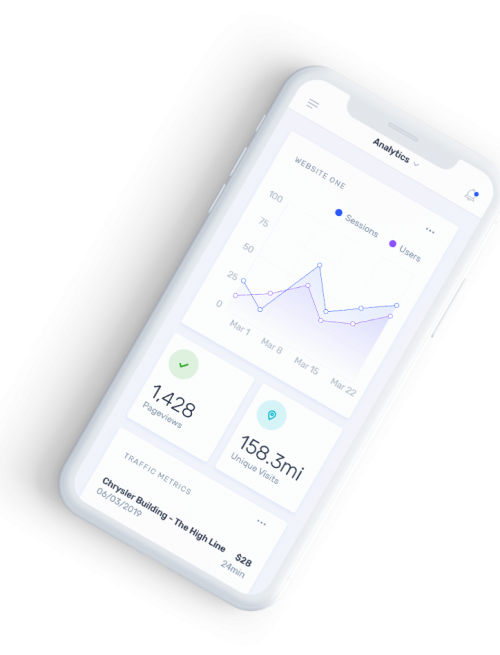 Analytics
WEBSITE ONE
Sessions
Users
100
75
50
25
0
Mar 1
Mar 8
Mar 15
Mar 22
1,428
Pageviews
158.3mi
Unique Visits
TRAFFIC METRICS
Chrysler Building - The High Line
$28
06/03/2019
24min